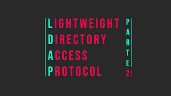 LIGHTWEIGHT
DIRECTORY
ACCESS
PROTOCOL
PARTE 2